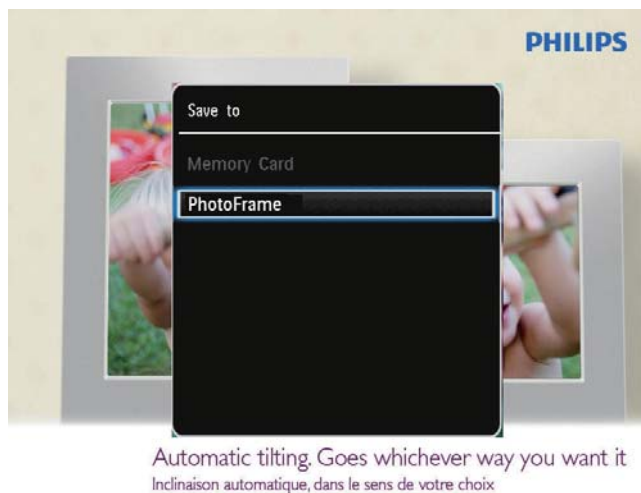 PHILIPS
Save to
Memory Card
PhotoFrame
Automatic tilting. Goes whichever way you want it
Inclinaison automatique, dans le sens de votre choix